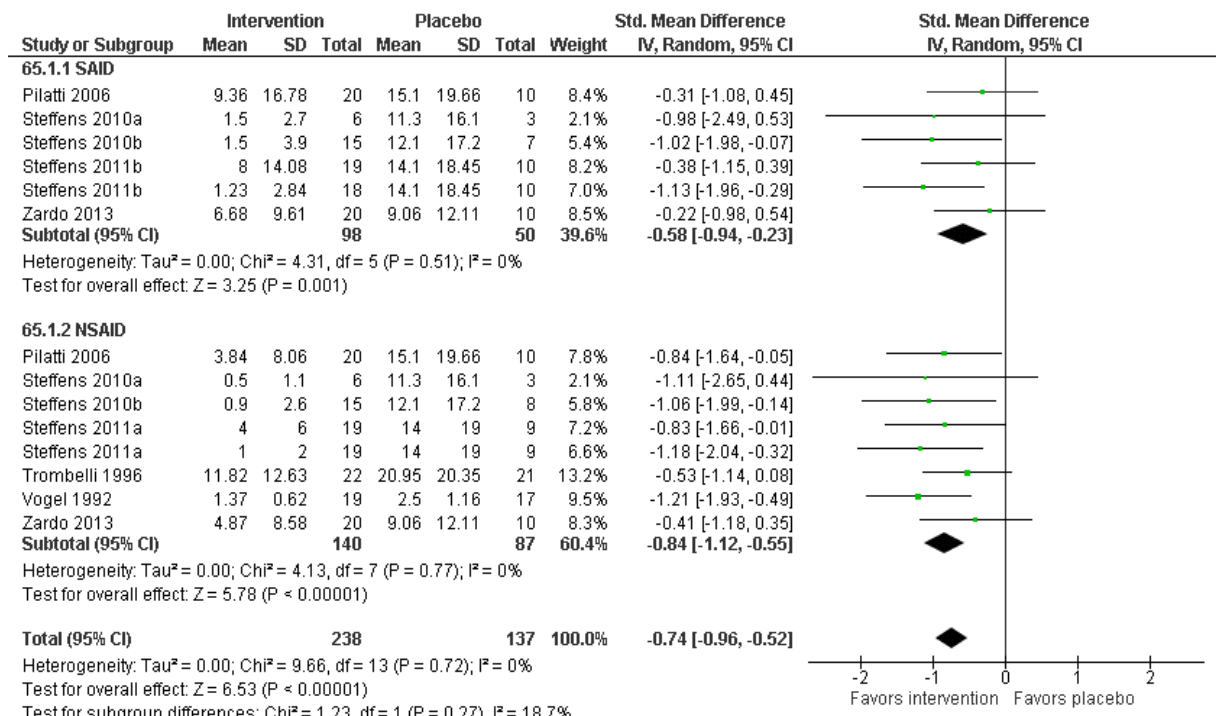 Intervention Placebo Std. Mean Difference Std. Mean Difference
Study or Subgroup Mean SD Total Mean SD Total Weight IV, Random, 95% CI IV, Random, 95% CI
65.1.1 SAID
Pilatti 2006 9.36 16.78 20 15.1 19.66 10 8.4% -0.31 [-1.08, 0.45]
Steffens 2010a 1.5 2.7 6 11.3 16.1 3 2.1% -0.98 [-2.49, 0.53]
Steffens 2010b 1.5 3.9 15 12.1 17.2 7 5.4% -1.02 [-1.98, -0.07]
Steffens 2011b 8 14.08 19 14.1 18.45 10 8.2% -0.38 [-1.15, 0.39]
Steffens 2011b 1.23 2.84 18 14.1 18.45 10 7.0% -1.13 [-1.96, -0.29]
Zardo 2013 6.68 9.61 20 9.06 12.11 10 8.5% -0.22 [-0.98, 0.54]
Subtotal (95% CI) 98 50 39.6% -0.58 [-0.94, -0.23]
Heterogeneity: Tau² = 0.00; Chi² = 4.31, df = 5 (P = 0.51); I² = 0%
Test for overall effect: Z = 3.25 (P = 0.001)
65.1.2 NSAID
Pilatti 2006 3.84 8.06 20 15.1 19.66 10 7.8% -0.84 [-1.64, -0.05]
Steffens 2010a 0.5 1.1 6 11.3 16.1 3 2.1% -1.11 [-2.65, 0.44]
Steffens 2010b 0.9 2.6 15 12.1 17.2 8 5.8% -1.06 [-1.99, -0.14]
Steffens 2011a 4 6 19 14 19 9 7.2% -0.83 [-1.66, -0.01]
Steffens 2011a 1 2 19 14 19 9 6.6% -1.18 [-2.04, -0.32]
Trombelli 1996 11.82 12.63 22 20.95 20.35 21 13.2% -0.53 [-1.14, 0.08]
Vogel 1992 1.37 0.62 19 2.5 1.16 17 9.5% -1.21 [-1.93, -0.49]
Zardo 2013 4.87 8.58 20 9.06 12.11 10 8.3% -0.41 [-1.18, 0.35]
Subtotal (95% CI) 140 87 60.4% -0.84 [-1.12, -0.55]
Heterogeneity: Tau² = 0.00; Chi² = 4.13, df = 7 (P = 0.77); I² = 0%
Test for overall effect: Z = 5.78 (P < 0.00001)
Total (95% CI) 238 137 100.0% -0.74 [-0.96, -0.52]
Heterogeneity: Tau² = 0.00; Chi² = 9.66, df = 13 (P = 0.72); I² = 0%
Test for overall effect: Z = 6.53 (P < 0.00001)
Test for subgroup differences: Chi² = 1.23, df = 1 (P = 0.27), I² = 18.7%
-2 -1 0 1 2
Favors intervention Favors placebo